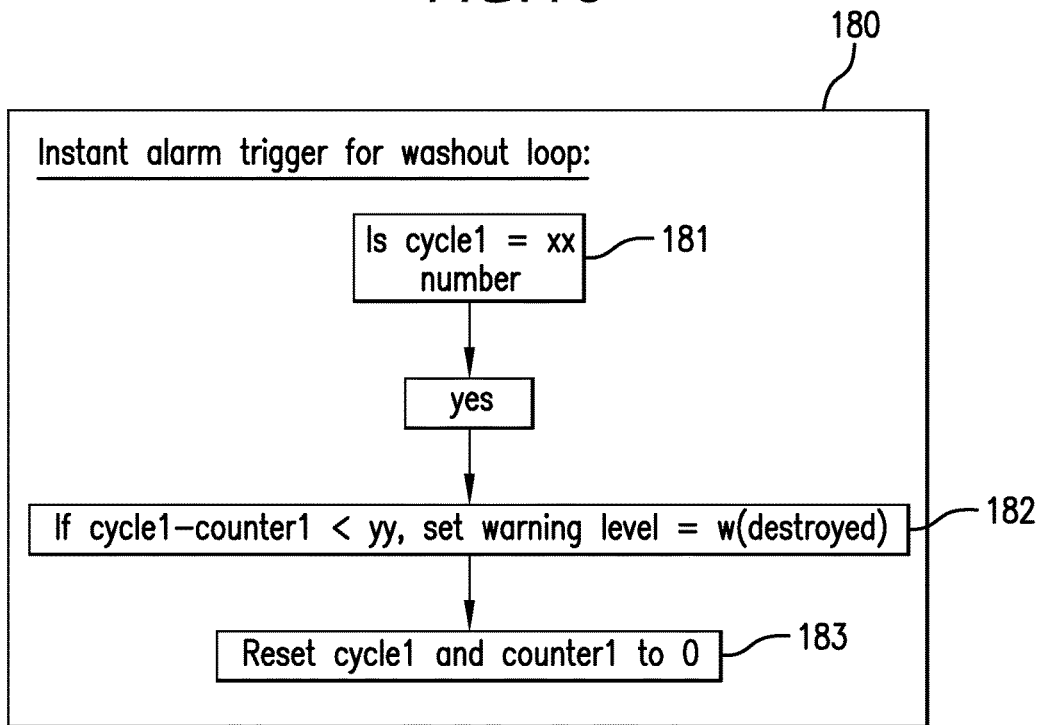 180
Instant alarm trigger for washout loop:
Is cycle1 = xx
number
181
yes
If cycle1-counter1 < yy, set warning level = w(destroyed)
182
Reset cycle1 and counter1 to 0
183